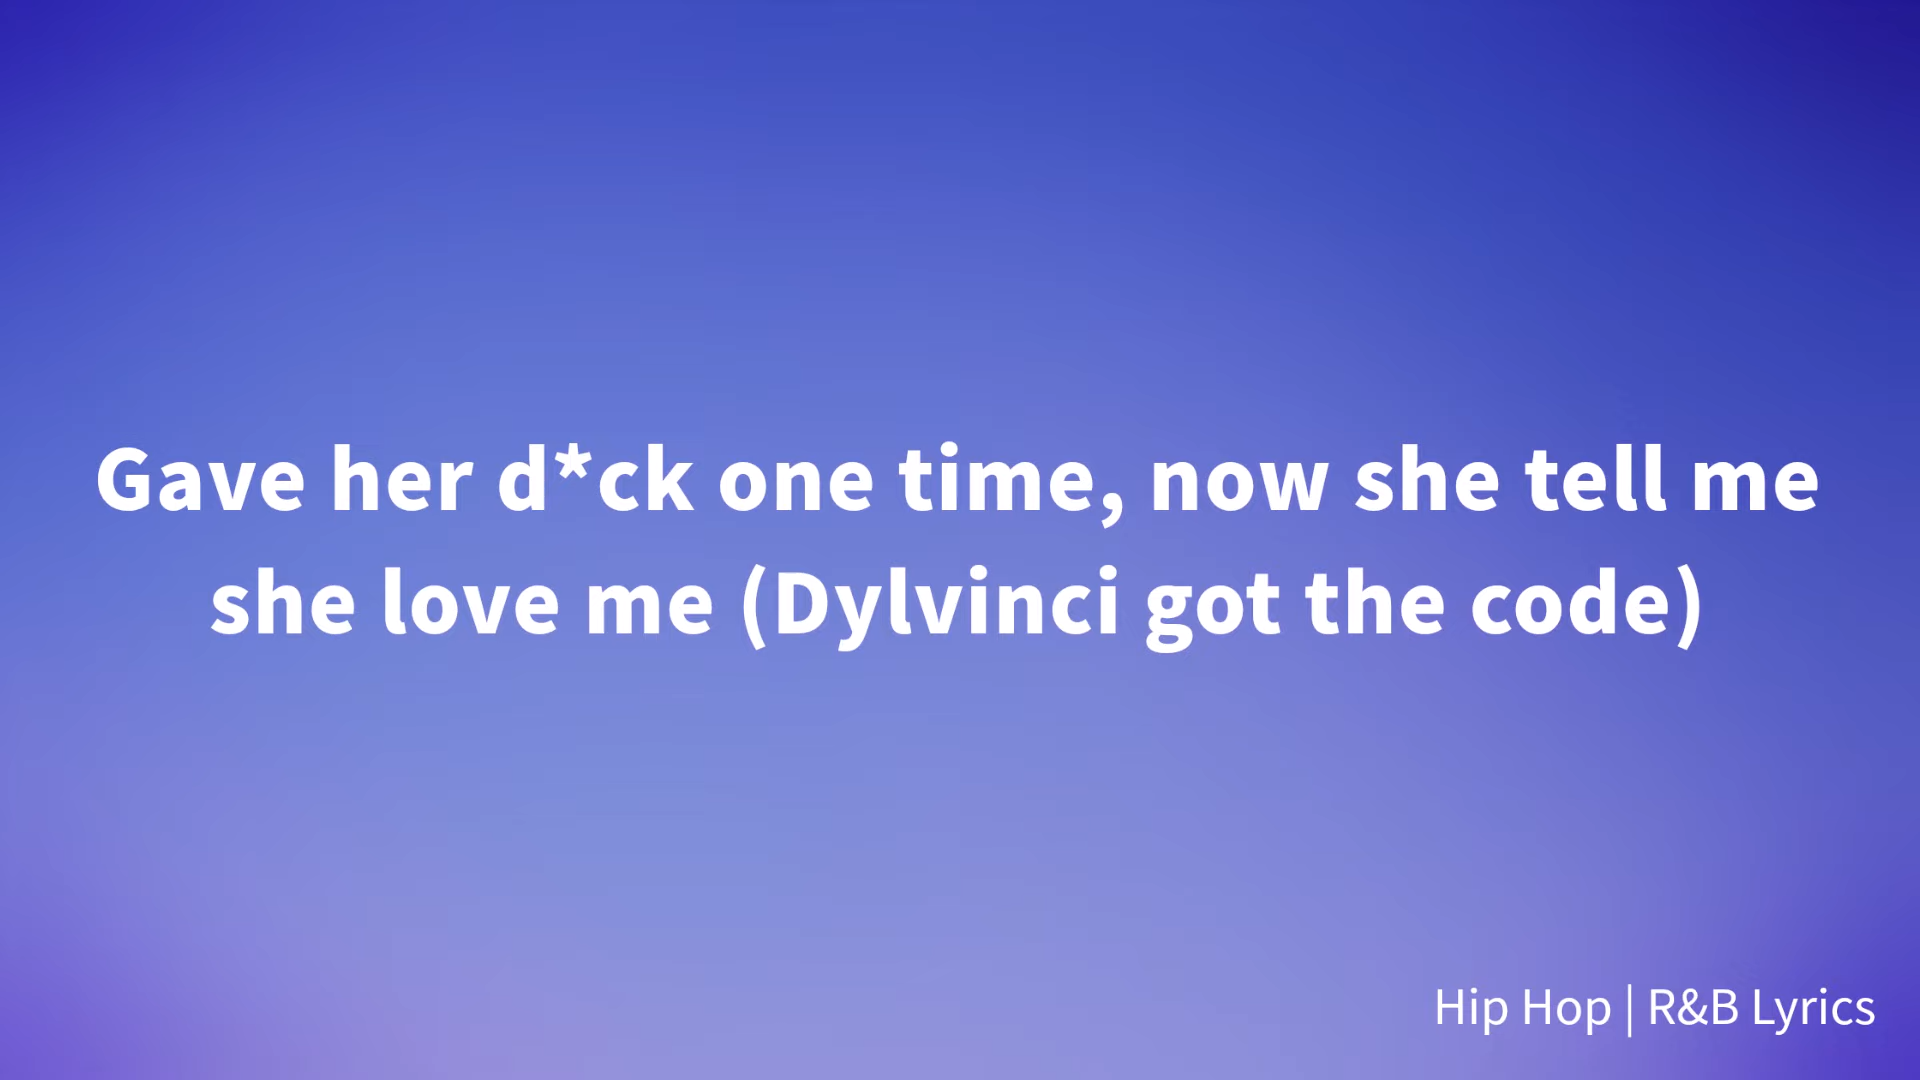 Gave her d*ck one time, now she tell me
she love me (Dylvinci got the code)
Hip Hop | R&B Lyrics